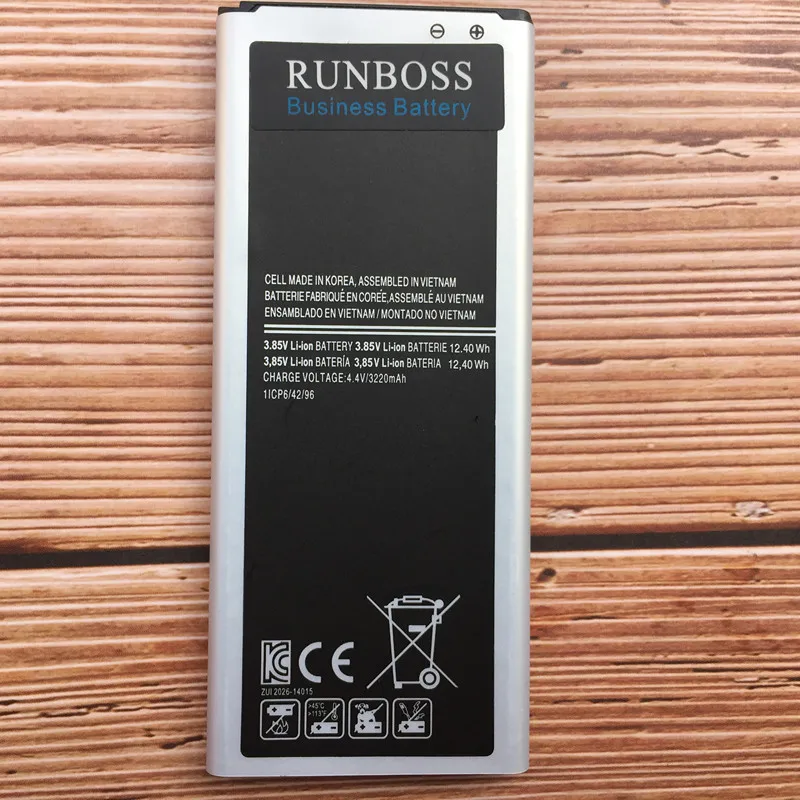 ⊖ ⊕
RUNBOSS
Business Battery
CELL MADE IN KOREA, ASSEMBLED IN VIETNAM
BATTERIE FABRIQUÉ EN CORÉE,ASSEMBLÉ AU VIETNAM
ENSAMBLADO EN VIETNAM / MONTADO NO VIETNAM
3.85V Li-ion BATTERY 3.85V Li-ion BATTERIE 12.40 Wh
3,85V Li-ion BATERÍA 3,85V Li-ion BATERIA 12,40 Wh
CHARGE VOLTAGE:4.4V/3220mAh
1ICP6/42/96
CE
ZUI 2026-14015
>45°C
>113°F